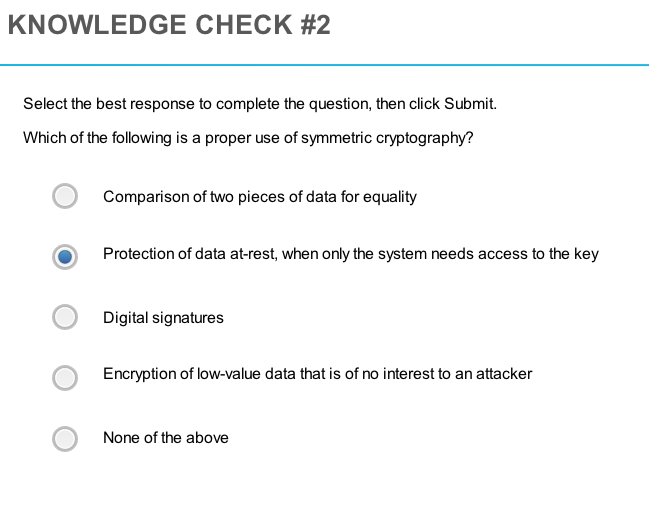 KNOWLEDGE CHECK #2
Select the best response to complete the question, then click Submit.
Which of the following is a proper use of symmetric cryptography?
Comparison of two pieces of data for equality
Protection of data at-rest, when only the system needs access to the key
Digital signatures
Encryption of low-value data that is of no interest to an attacker
None of the above